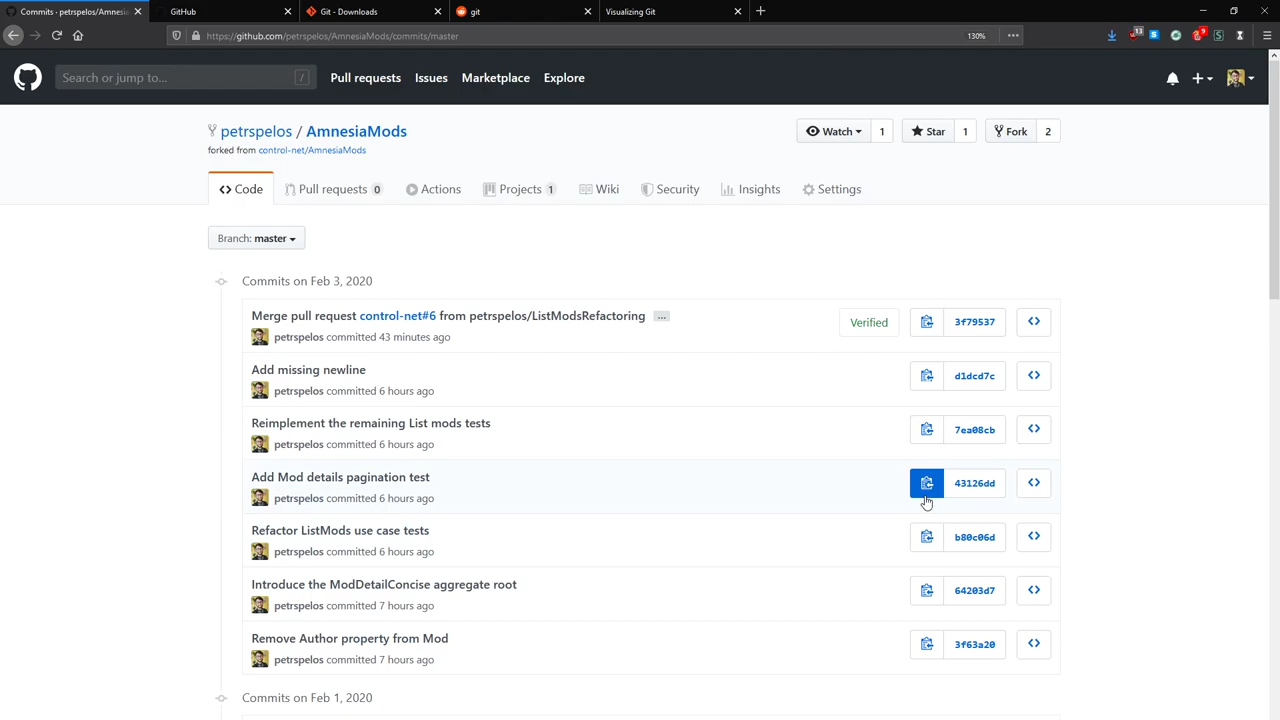 Commits · petrspelos/Amnesia
GitHub
Git - Downloads
git
Visualizing Git
https://github.com/petrspelos/AmnesiaMods/commits/master
130%
13
9
Search or jump to...
/
Pull requests
Issues
Marketplace
Explore
petrspelos / AmnesiaMods
forked from control-net/AmnesiaMods
Watch 1
Star 1
Fork 2
Code
Pull requests 0
Actions
Projects 1
Wiki
Security
Insights
Settings
Branch: master
Commits on Feb 3, 2020
Merge pull request control-net#6 from petrspelos/ListModsRefactoring ...
petrspelos committed 43 minutes ago
Verified
3f79537
Add missing newline
petrspelos committed 6 hours ago
d1dcd7c
Reimplement the remaining List mods tests
petrspelos committed 6 hours ago
7ea08cb
Add Mod details pagination test
petrspelos committed 6 hours ago
43126dd
Refactor ListMods use case tests
petrspelos committed 6 hours ago
b80c06d
Introduce the ModDetailConcise aggregate root
petrspelos committed 7 hours ago
64203d7
Remove Author property from Mod
petrspelos committed 7 hours ago
3f63a20
Commits on Feb 1, 2020